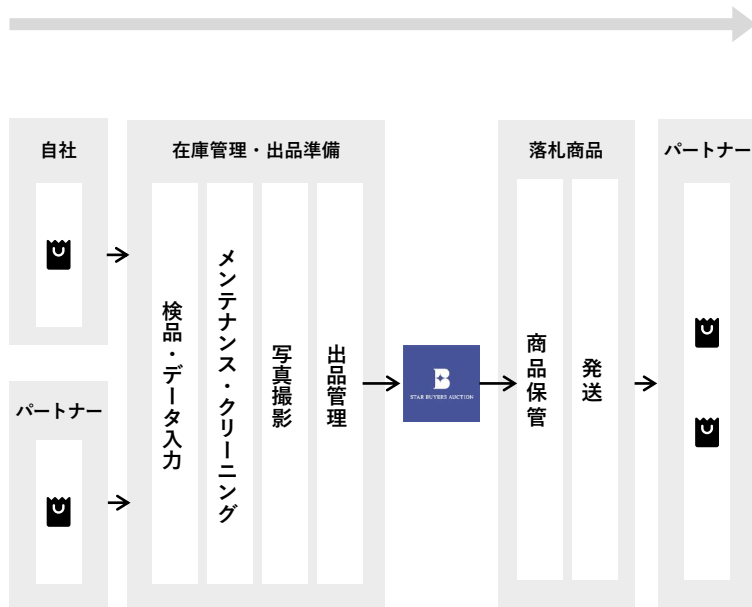 自社
パートナー
在庫管理・出品準備
検品・データ入力
メンテナンス・クリーニング
写真撮影
出品管理
B
STAR BUYERS AUCTION
落札商品
商品保管
発送
パートナー